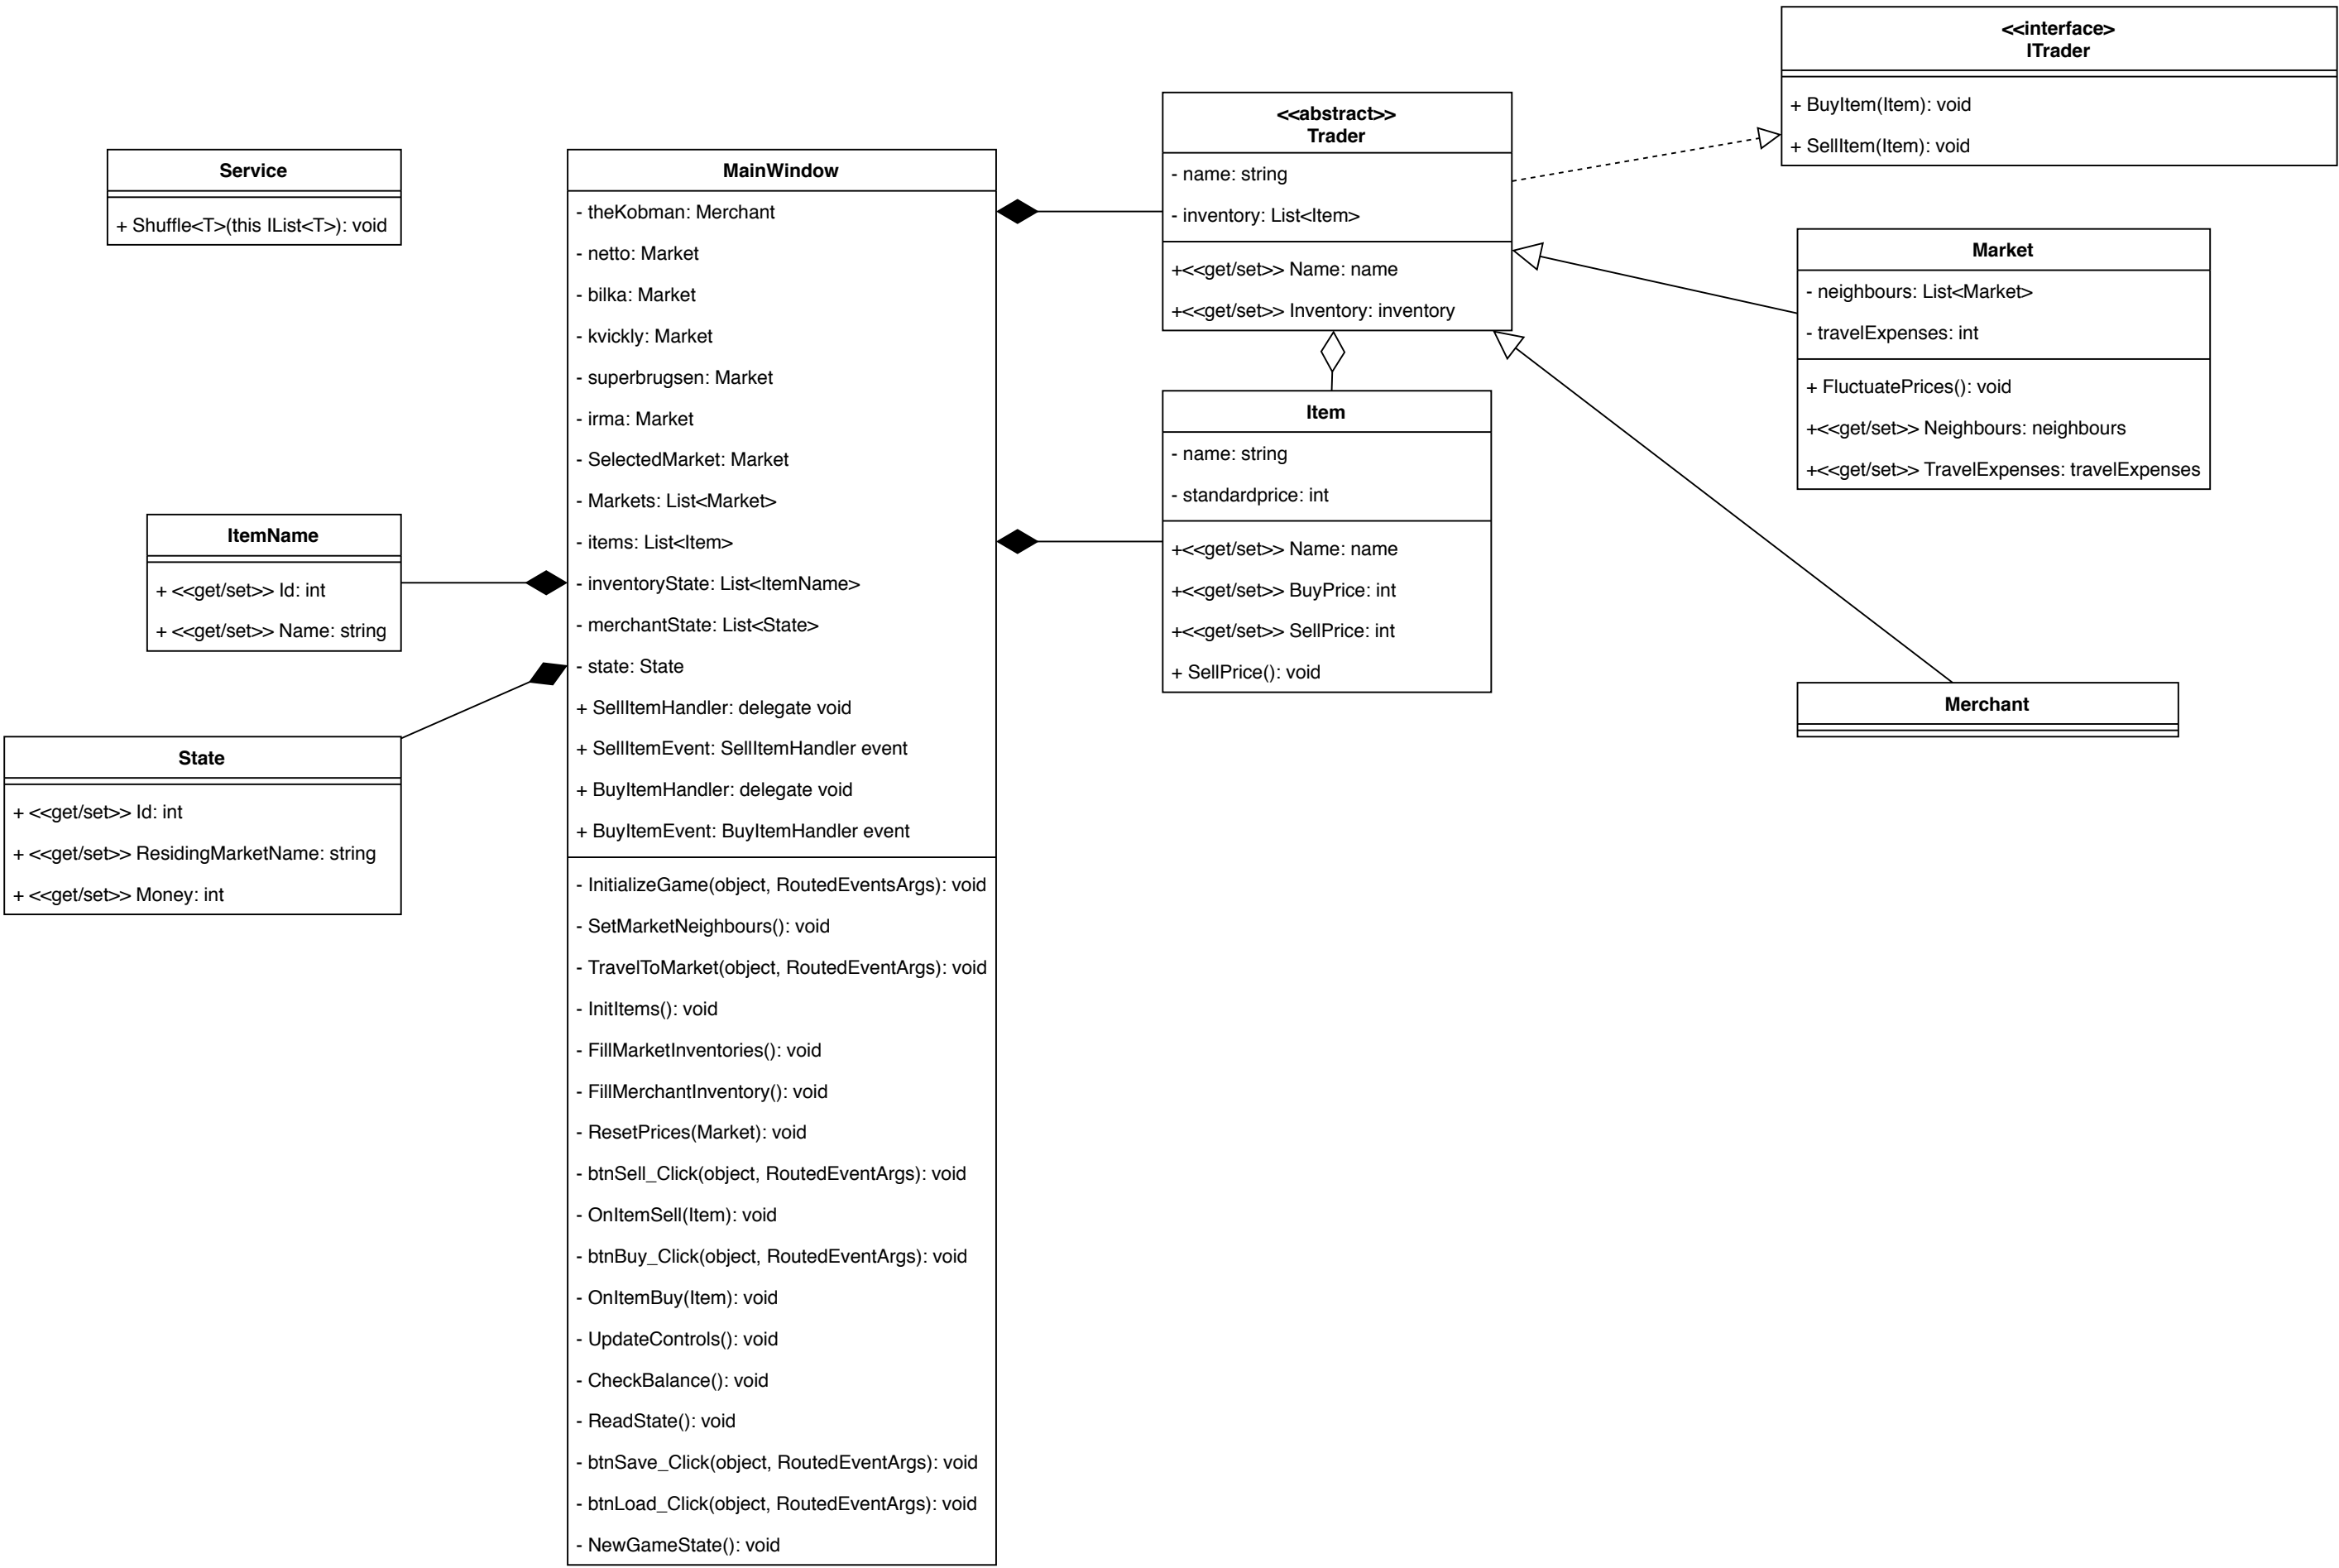 Service
+ Shuffle<T>(this IList<T>): void
ItemName
+ <<get/set>> Id: int
+ <<get/set>> Name: string
State
+ <<get/set>> Id: int
+ <<get/set>> ResidingMarketName: string
+ <<get/set>> Money: int
MainWindow
- theKobman: Merchant
- netto: Market
- bilka: Market
- kvickly: Market
- superbrugsen: Market
- irma: Market
- SelectedMarket: Market
- Markets: List<Market>
- items: List<Item>
- inventoryState: List<ItemName>
- merchantState: List<State>
- state: State
+ SellItemHandler: delegate void
+ SellItemEvent: SellItemHandler event
+ BuyItemHandler: delegate void
+ BuyItemEvent: BuyItemHandler event
- InitializeGame(object, RoutedEventsArgs): void
- SetMarketNeighbours(): void
- TravelToMarket(object, RoutedEventArgs): void
- InitItems(): void
- FillMarketInventories(): void
- FillMerchantInventory(): void
- ResetPrices(Market): void
- btnSell_Click(object, RoutedEventArgs): void
- OnItemSell(Item): void
- btnBuy_Click(object, RoutedEventArgs): void
- OnItemBuy(Item): void
- UpdateControls(): void
- CheckBalance(): void
- ReadState(): void
- btnSave_Click(object, RoutedEventArgs): void
- btnLoad_Click(object, RoutedEventArgs): void
- NewGameState(): void
<<abstract>>
Trader
- name: string
- inventory: List<Item>
+<<get/set>> Name: name
+<<get/set>> Inventory: inventory
Item
- name: string
- standardprice: int
+<<get/set>> Name: name
+<<get/set>> BuyPrice: int
+<<get/set>> SellPrice: int
+ SellPrice(): void
<<interface>
ITrader
+ BuyItem(Item): void
+ SellItem(Item): void
Market
- neighbours: List<Market>
- travelExpenses: int
+ FluctuatePrices(): void
+<<get/set>> Neighbours: neighbours
+<<get/set>> TravelExpenses: travelExpenses
Merchant